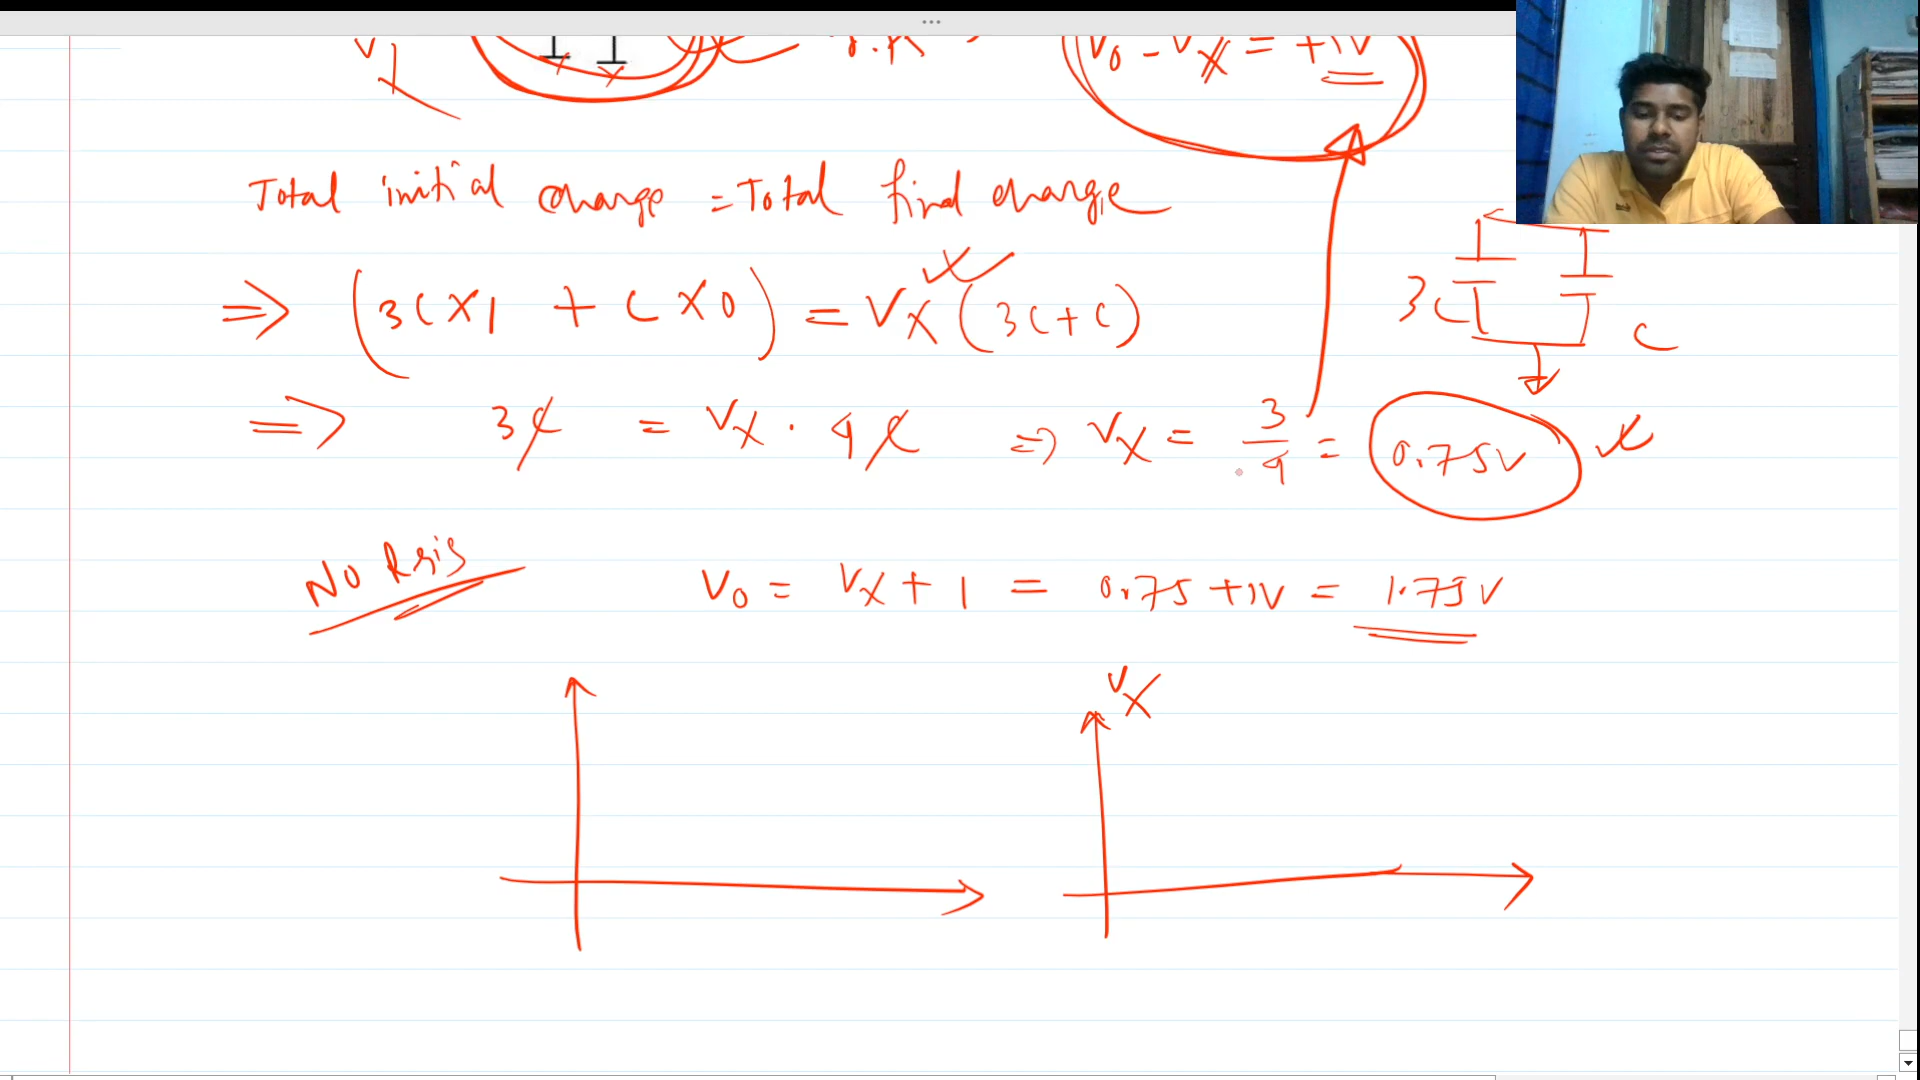 Vx V0 - Vx = +1V
Total initial charge = Total final charge
⇒ (3C×1 + C×0) = Vx (3C+C)
3C C
⇒ 3C = Vx · 4C ⇒ Vx = 3/4 = 0.75V
No Rsis
V0 = Vx + 1 = 0.75 + 1V = 1.75V
Vx